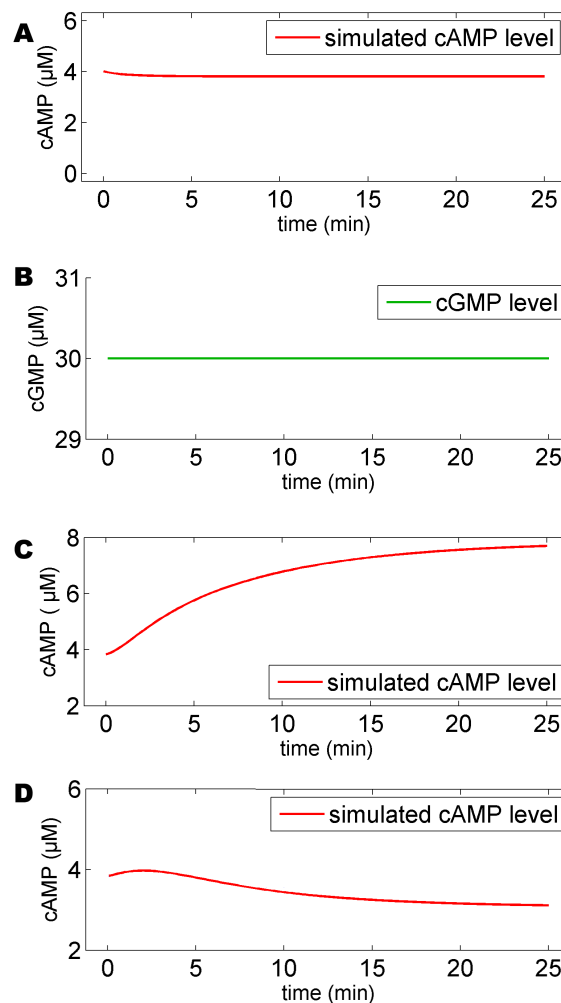 A
simulated cAMP level
cAMP (µM)
6
4
2
0
0 5 10 15 20 25
time (min)
B
cGMP level
cGMP (µM)
31
30
29
0 5 10 15 20 25
time (min)
C
cAMP ( µM)
8
6
4
2
simulated cAMP level
0 5 10 15 20 25
time (min)
D
simulated cAMP level
cAMP (µM)
6
4
2
0 5 10 15 20 25
time (min)